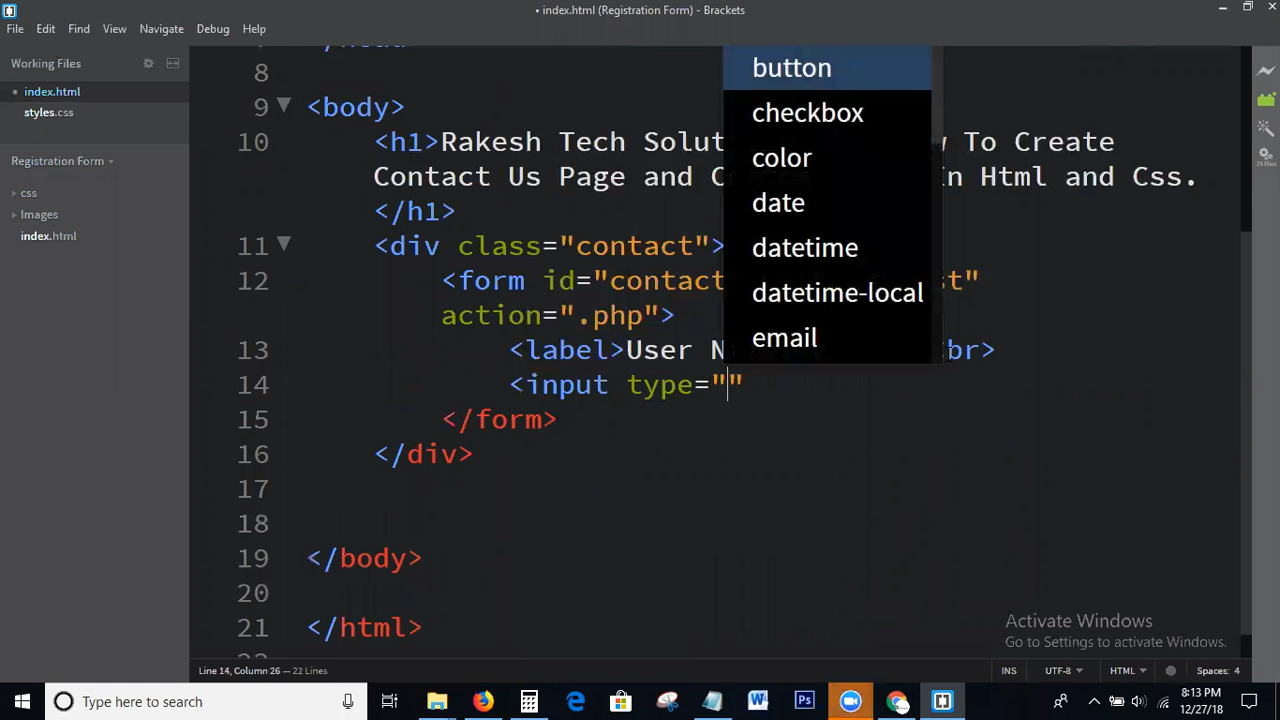 • index.html (Registration Form) - Brackets
File Edit Find View Navigate Debug Help
Working Files
• index.html
styles.css
Registration Form
css
Images
index.html
8
9 <body>
10 <h1>Rakesh Tech To Create
Contact Us Page and In Html and Css.
</h1>
11 <div class="contact">
12 <form id="contact
action=".php">
13 <label>User br>
14 <input type=""
15 </form>
16 </div>
17
18
19 </body>
20
21 </html>
button
checkbox
color
date
datetime
datetime-local
email
Activate Windows
Go to Settings to activate Windows.
Line 14, Column 26 — 22 Lines
INS UTF-8 HTML Spaces: 4
Type here to search
8:13 PM
12/27/18